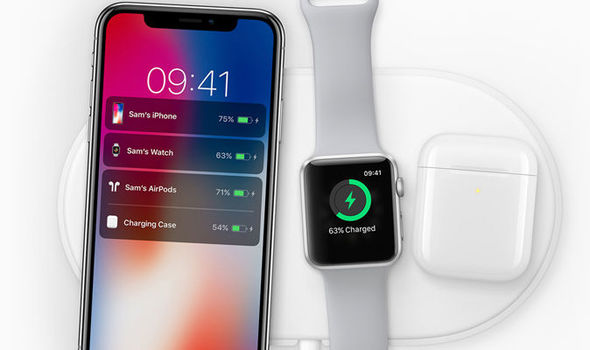 09:41
Sam's iPhone 75%
Sam's Watch 63%
Sam's AirPods 71%
Charging Case 54%
09:41
63% Charged